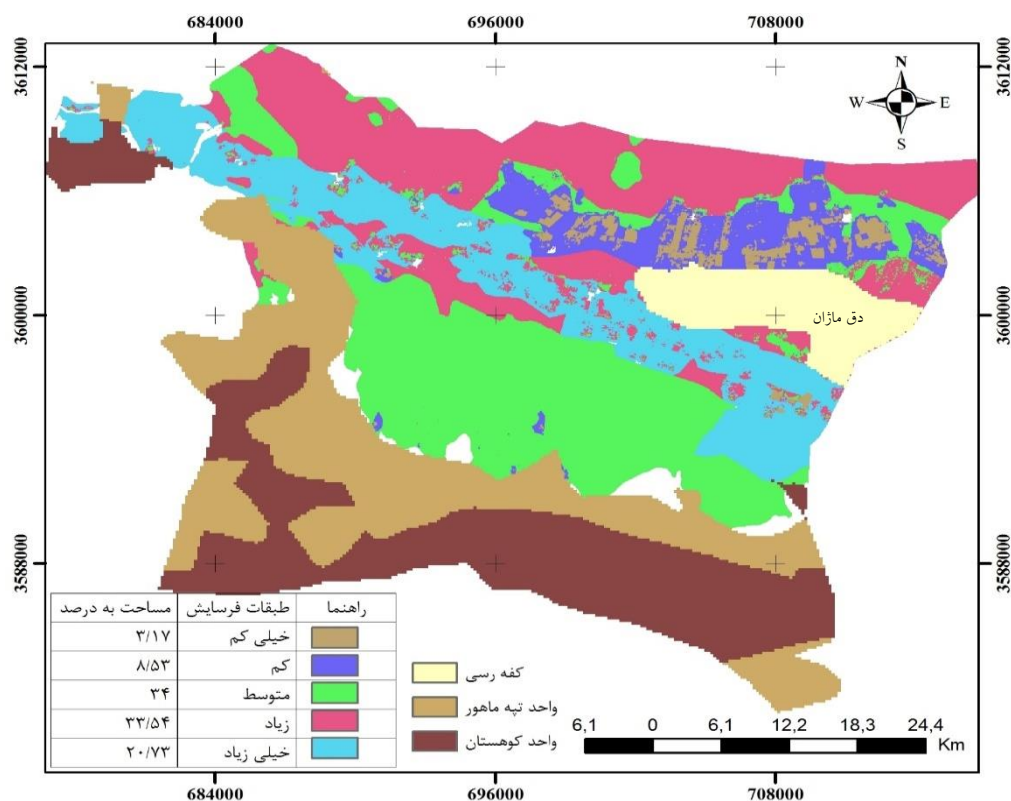 684000 696000 708000
3612000 3612000
N
W E
S
3600000 3600000
دق ماژان
3588000 3588000
راهنما طبقات فرسایش مساحت به درصد
خیلی کم ۳/۱۷
کم ۸/۵۳
متوسط ۳۴
زیاد ۳۳/۵۴
خیلی زیاد ۲۰/۷۳
کفه رسی
واحد تپه ماهور
واحد کوهستان
6,1 0 6,1 12,2 18,3 24,4
Km
684000 696000 708000